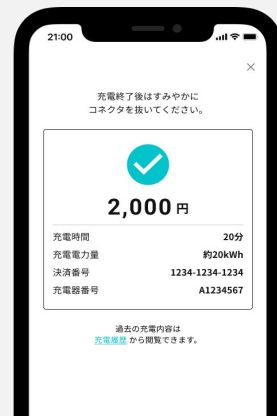 21:00
充電終了後はすみやかに
コネクタを抜いてください。
2,000 円
充電時間 20分
充電電力量 約20kWh
決済番号 1234-1234-1234
充電器番号 A1234567
過去の充電内容は
充電履歴 から閲覧できます。